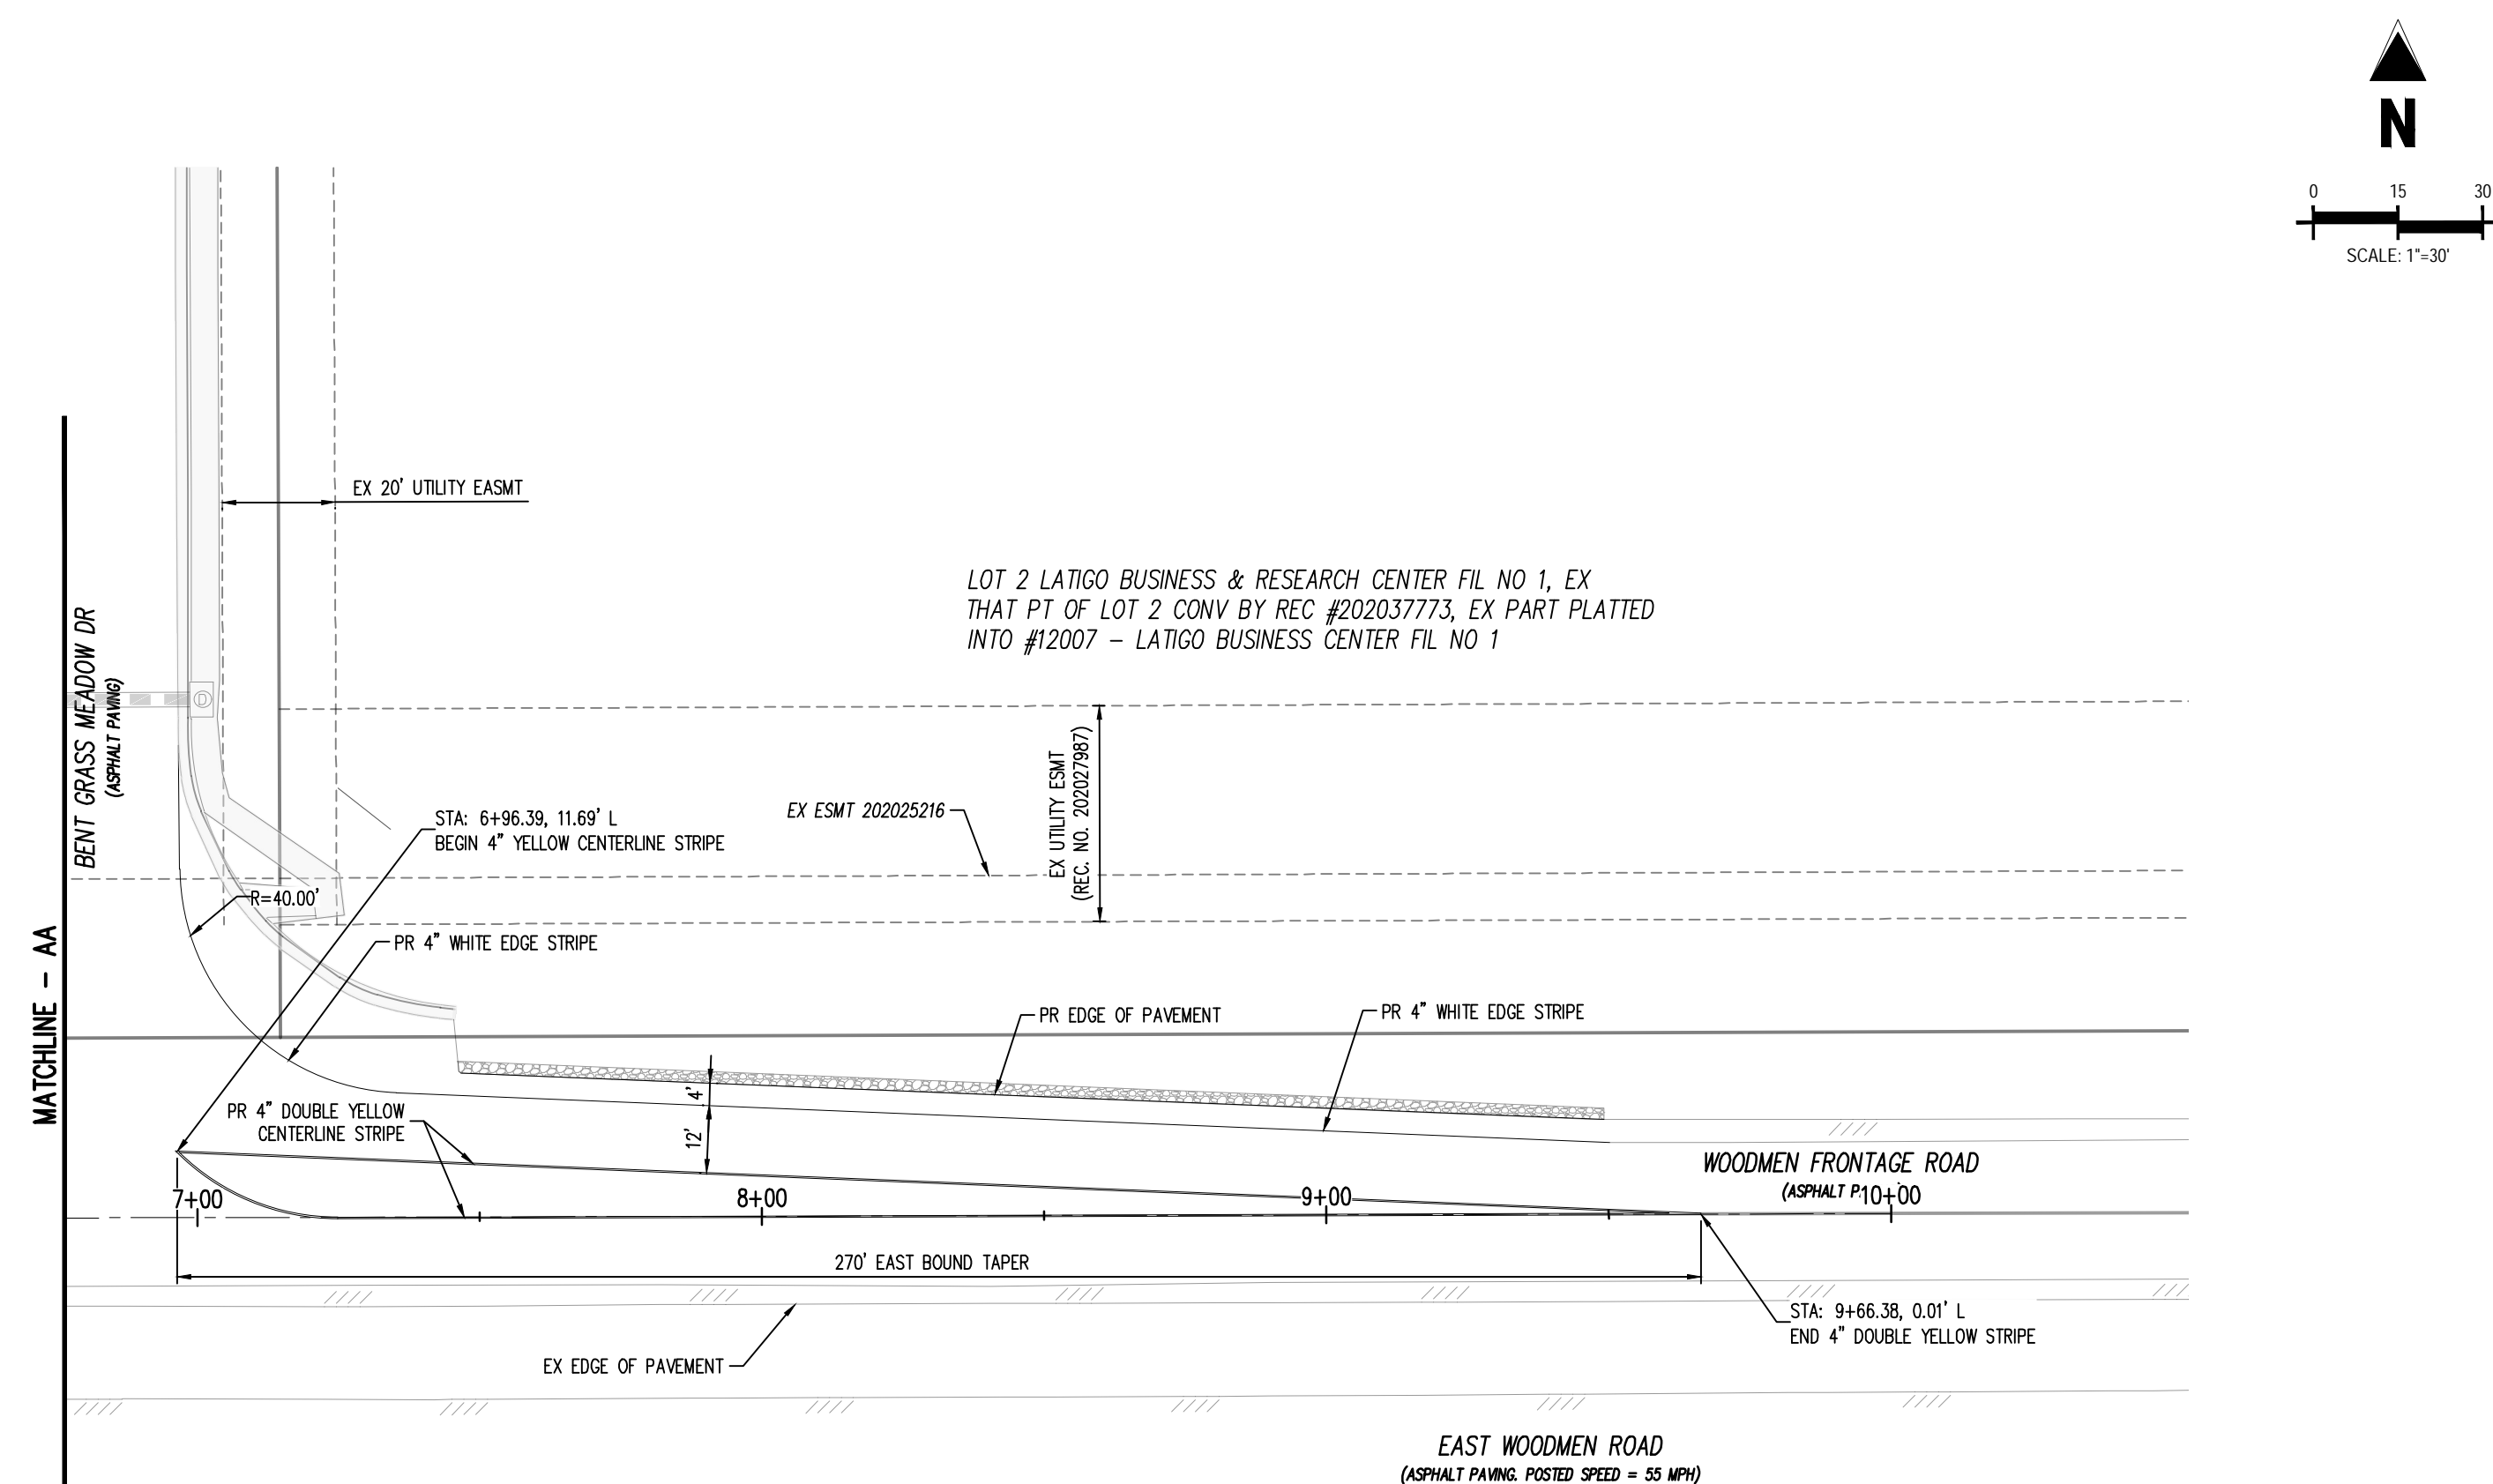 N
0 15 30
SCALE: 1"=30'
EX 20' UTILITY EASMT
LOT 2 LATIGO BUSINESS & RESEARCH CENTER FIL NO 1, EX
THAT PT OF LOT 2 CONV BY REC #202037773, EX PART PLATTED
INTO #12007 - LATIGO BUSINESS CENTER FIL NO 1
BENT GRASS MEADOW DR
(ASPHALT PAVING)
D
EX UTILITY ESMT
(REC. NO. 202027987)
EX ESMT 202025216
STA: 6+96.39, 11.69' L
BEGIN 4" YELLOW CENTERLINE STRIPE
R=40.00'
PR 4" WHITE EDGE STRIPE
MATCHLINE - AA
PR EDGE OF PAVEMENT
PR 4" WHITE EDGE STRIPE
4'
12'
PR 4" DOUBLE YELLOW
CENTERLINE STRIPE
WOODMEN FRONTAGE ROAD
(ASPHALT P
7+00
8+00
9+00
10+00
270' EAST BOUND TAPER
STA: 9+66.38, 0.01' L
END 4" DOUBLE YELLOW STRIPE
EX EDGE OF PAVEMENT
EAST WOODMEN ROAD
(ASPHALT PAVING. POSTED SPEED = 55 MPH)